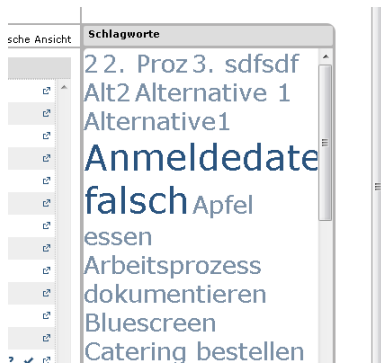 sche Ansicht
Schlagworte
2 2. Proz 3. sdfsdf
Alt2 Alternative 1
Alternative1
Anmeldedate
falsch Apfel
essen
Arbeitsprozess
dokumentieren
Bluescreen
Catering bestellen
?